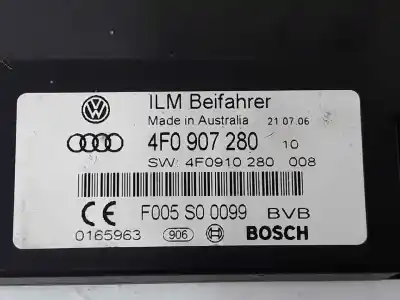 ILM Beifahrer
Made in Australia 21 07 06
4F0 907 280 10
SW: 4F0910 280 008
CE F005 S0 0099 BVB
0165963 906 BOSCH